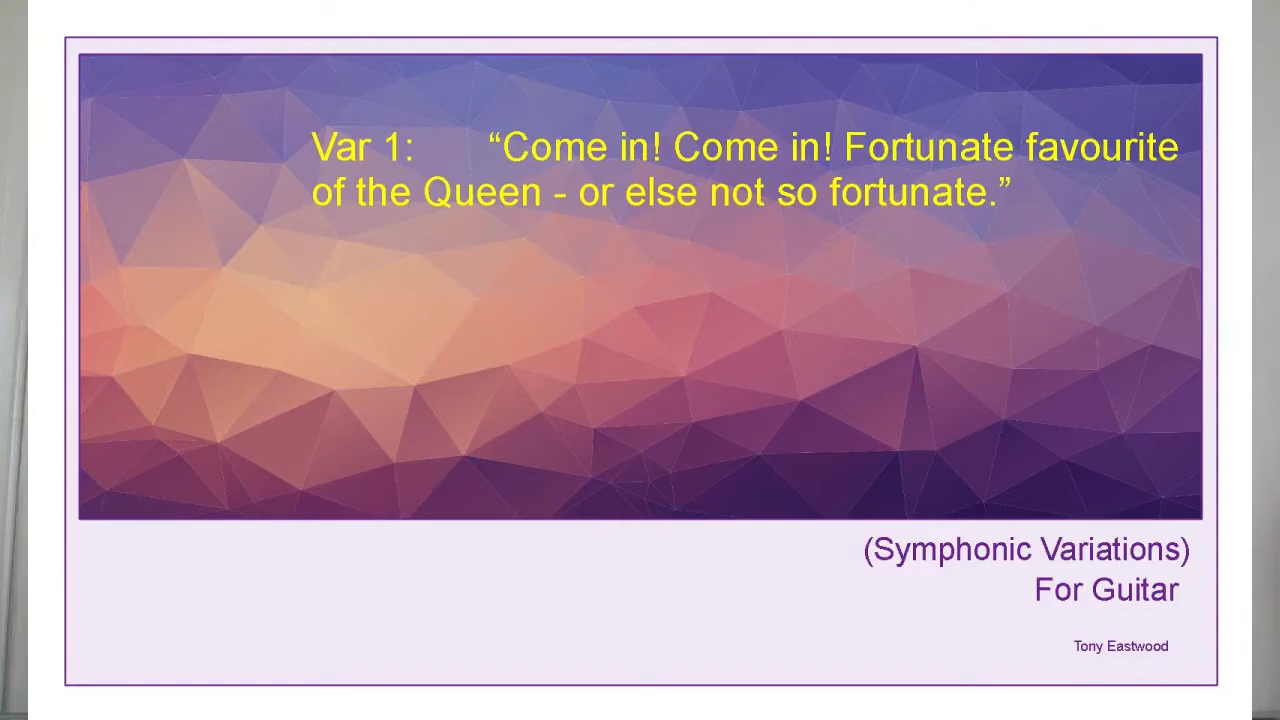 Var 1: “Come in! Come in! Fortunate favourite
of the Queen - or else not so fortunate.”
(Symphonic Variations)
For Guitar
Tony Eastwood